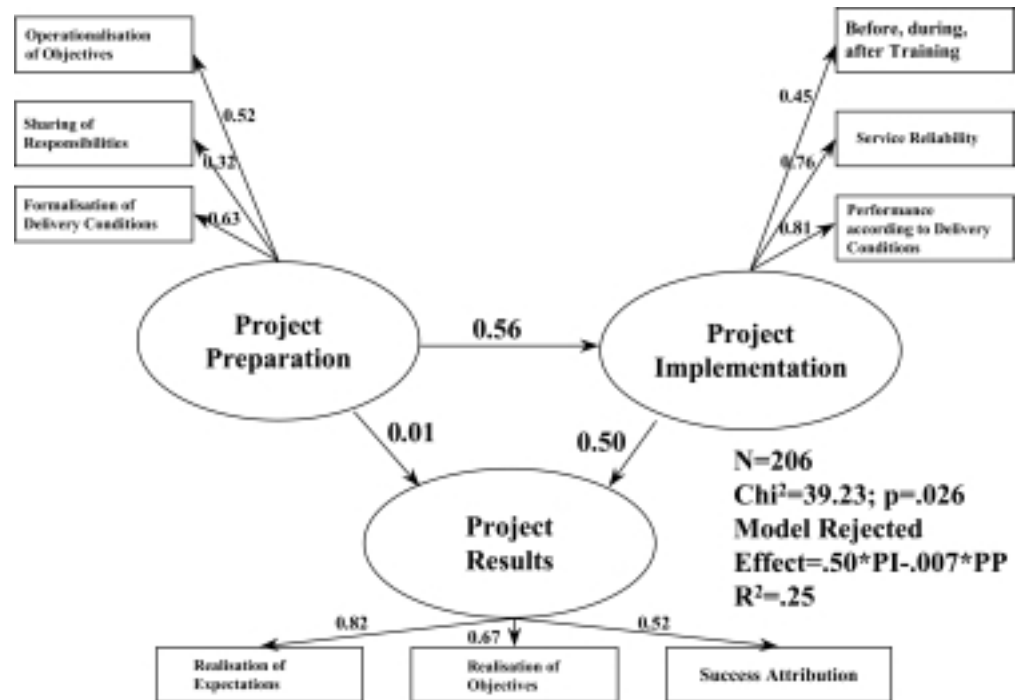 Operationalisation
of Objectives
0.52
Sharing of
Responsibilities
0.32
Formalisation of
Delivery Conditions
0.63
Before, during,
after Training
0.45
Service Reliability
0.76
Performance
according to Delivery
Conditions
0.81
Project
Preparation
0.56
Project
Implementation
0.01
0.50
Project
Results
N=206
Chi²=39.23; p=.026
Model Rejected
Effect=.50*PI-.007*PP
R²=.25
0.82
0.67
0.52
Realisation of
Expectations
Realisation of
Objectives
Success Attribution